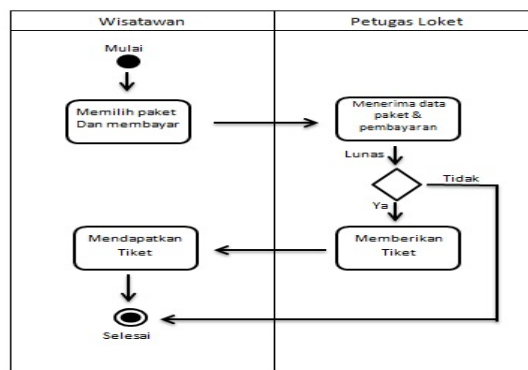 Wisatawan
Petugas Loket
Mulai
Memilih paket
Dan membayar
Menerima data
paket &
pembayaran
Lunas
Tidak
Ya
Mendapatkan
Tiket
Memberikan
Tiket
Selesai